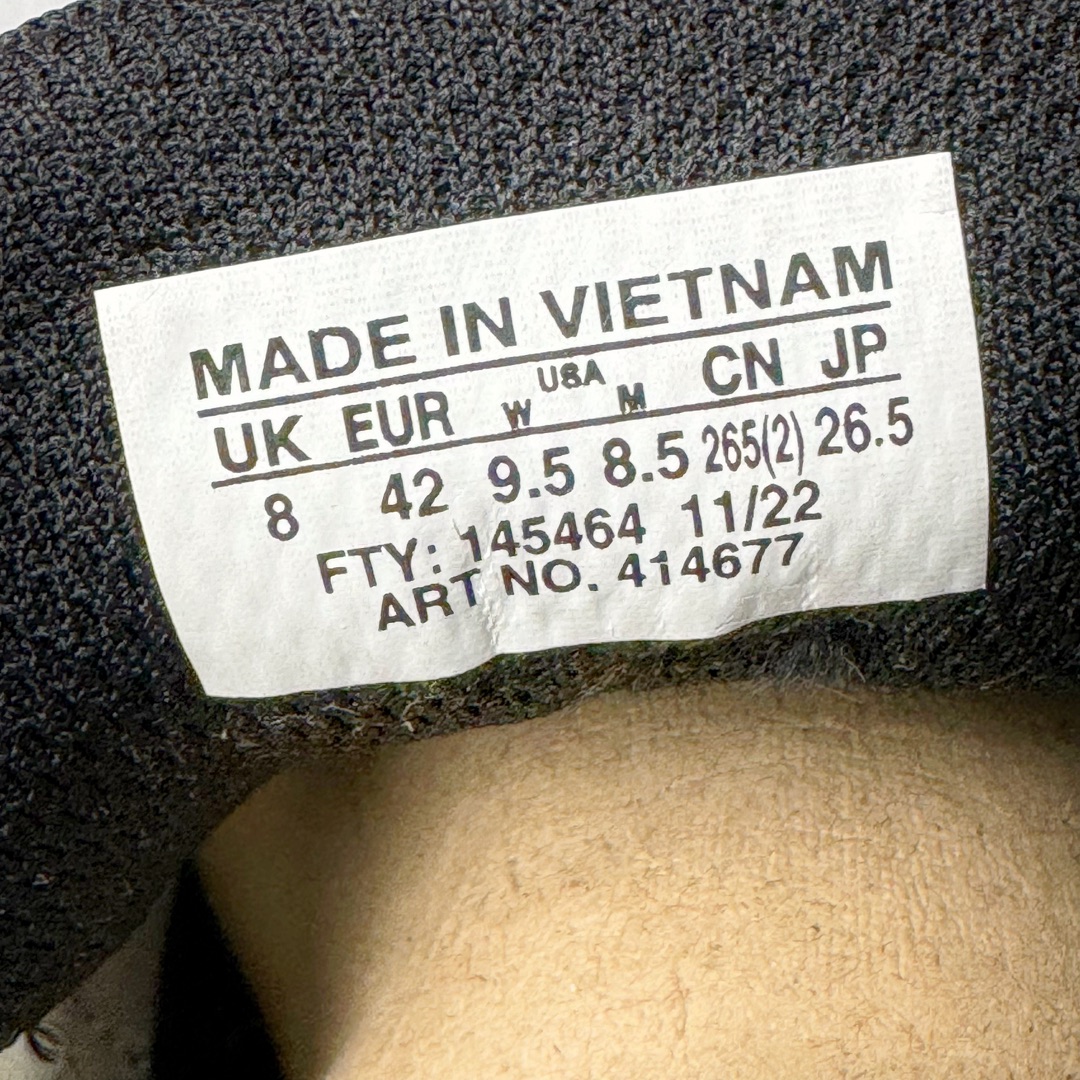 MADE IN VIETNAM
UK EUR W USA M CN JP
8 42 9.5 8.5 265(2) 26.5
FTY: 145464 11/22
ART NO. 414677